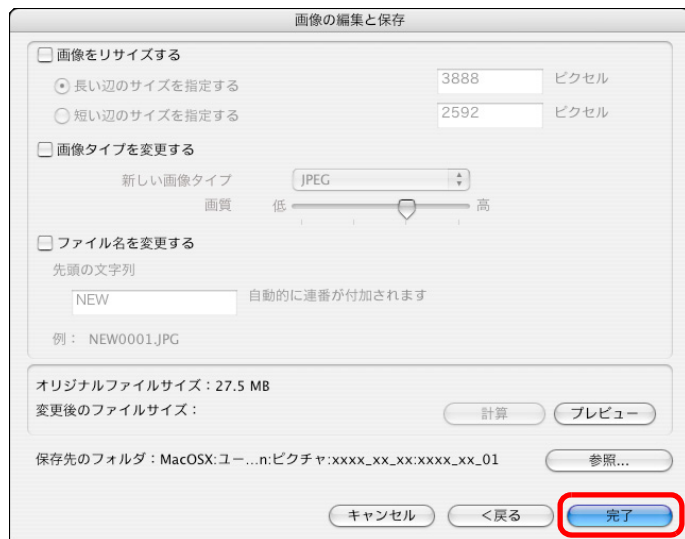 画像の編集と保存
画像をリサイズする
長い辺のサイズを指定する 3888 ピクセル
短い辺のサイズを指定する 2592 ピクセル
画像タイプを変更する
新しい画像タイプ JPEG
画質 低 高
ファイル名を変更する
先頭の文字列
NEW 自動的に連番が付加されます
例： NEW0001.JPG
オリジナルファイルサイズ：27.5 MB
変更後のファイルサイズ： 計算 プレビュー
保存先のフォルダ：MacOSX:ユー...n:ピクチャ:xxxx_xx_xx:xxxx_xx_01 参照...
キャンセル <戻る 完了